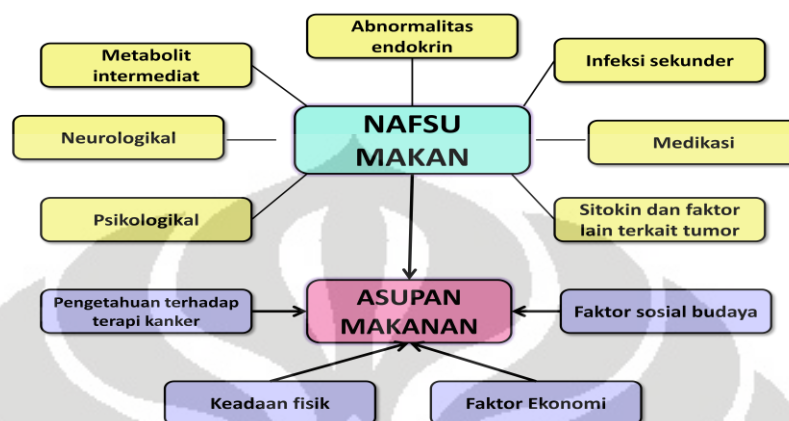 Abnormalitas
endokrin
Metabolit
intermediat
Infeksi sekunder
NAFSU
MAKAN
Neurologikal
Medikasi
Psikologikal
Sitokin dan faktor
lain terkait tumor
Pengetahuan terhadap
terapi kanker
ASUPAN
MAKANAN
Faktor sosial budaya
Keadaan fisik
Faktor Ekonomi